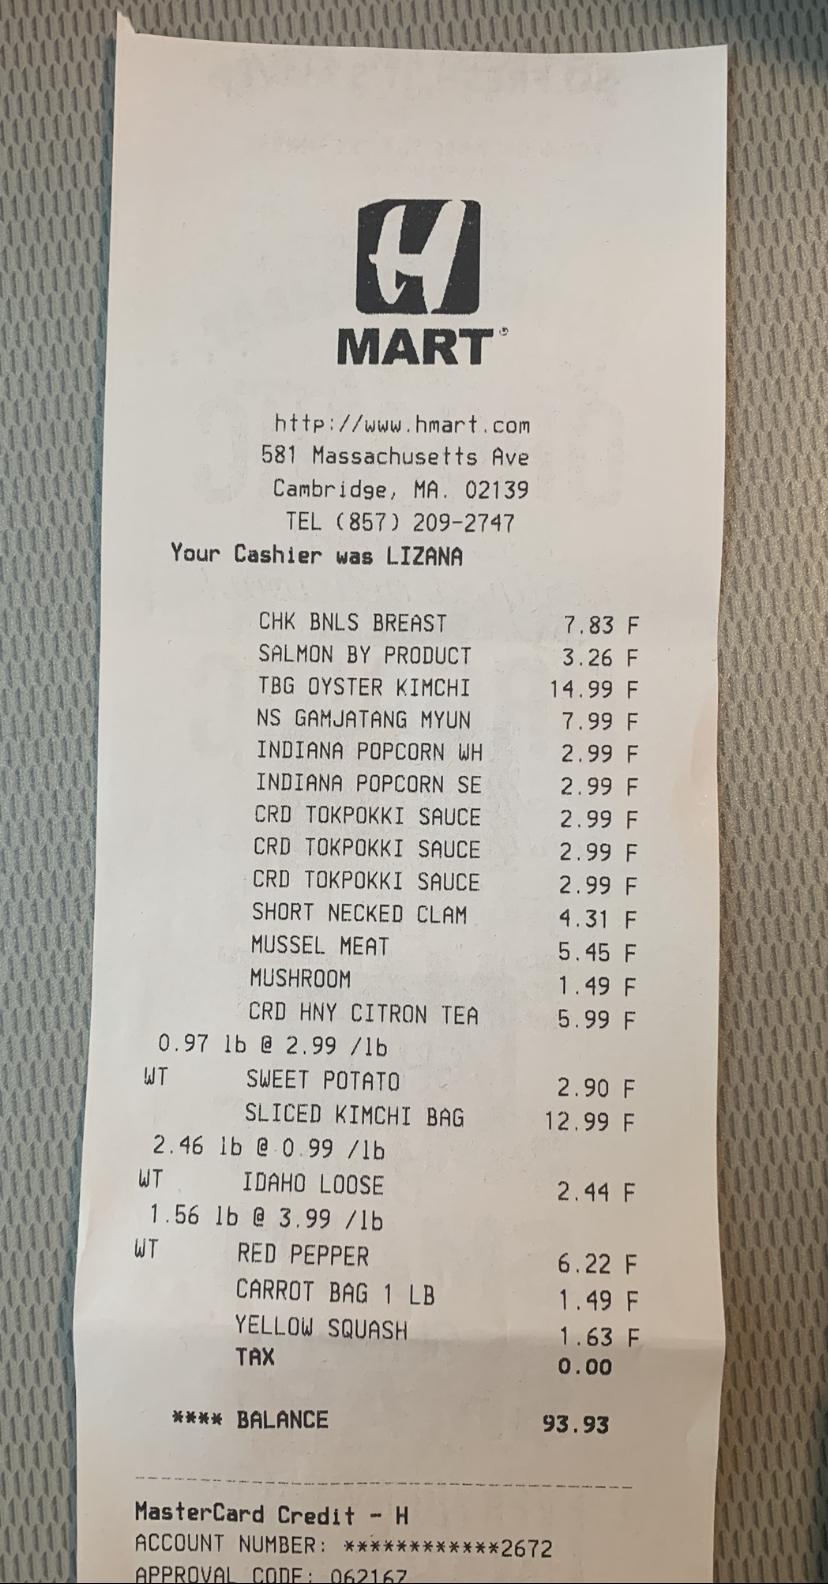 H
MART
http://www.hmart.com
581 Massachusetts Ave
Cambridge, MA. 02139
TEL (857) 209-2747
Your Cashier was LIZANA
CHK BNLS BREAST 7.83 F
SALMON BY PRODUCT 3.26 F
TBG OYSTER KIMCHI 14.99 F
NS GAMJATANG MYUN 7.99 F
INDIANA POPCORN WH 2.99 F
INDIANA POPCORN SE 2.99 F
CRD TOKPOKKI SAUCE 2.99 F
CRD TOKPOKKI SAUCE 2.99 F
CRD TOKPOKKI SAUCE 2.99 F
SHORT NECKED CLAM 4.31 F
MUSSEL MEAT 5.45 F
MUSHROOM 1.49 F
CRD HNY CITRON TEA 5.99 F
0.97 lb @ 2.99 /lb
WT SWEET POTATO 2.90 F
SLICED KIMCHI BAG 12.99 F
2.46 lb @ 0.99 /lb
WT IDAHO LOOSE 2.44 F
1.56 lb @ 3.99 /lb
WT RED PEPPER 6.22 F
CARROT BAG 1 LB 1.49 F
YELLOW SQUASH 1.63 F
TAX 0.00
**** BALANCE 93.93
MasterCard Credit - H
ACCOUNT NUMBER: ************2672
APPROVAL CODE: 062167